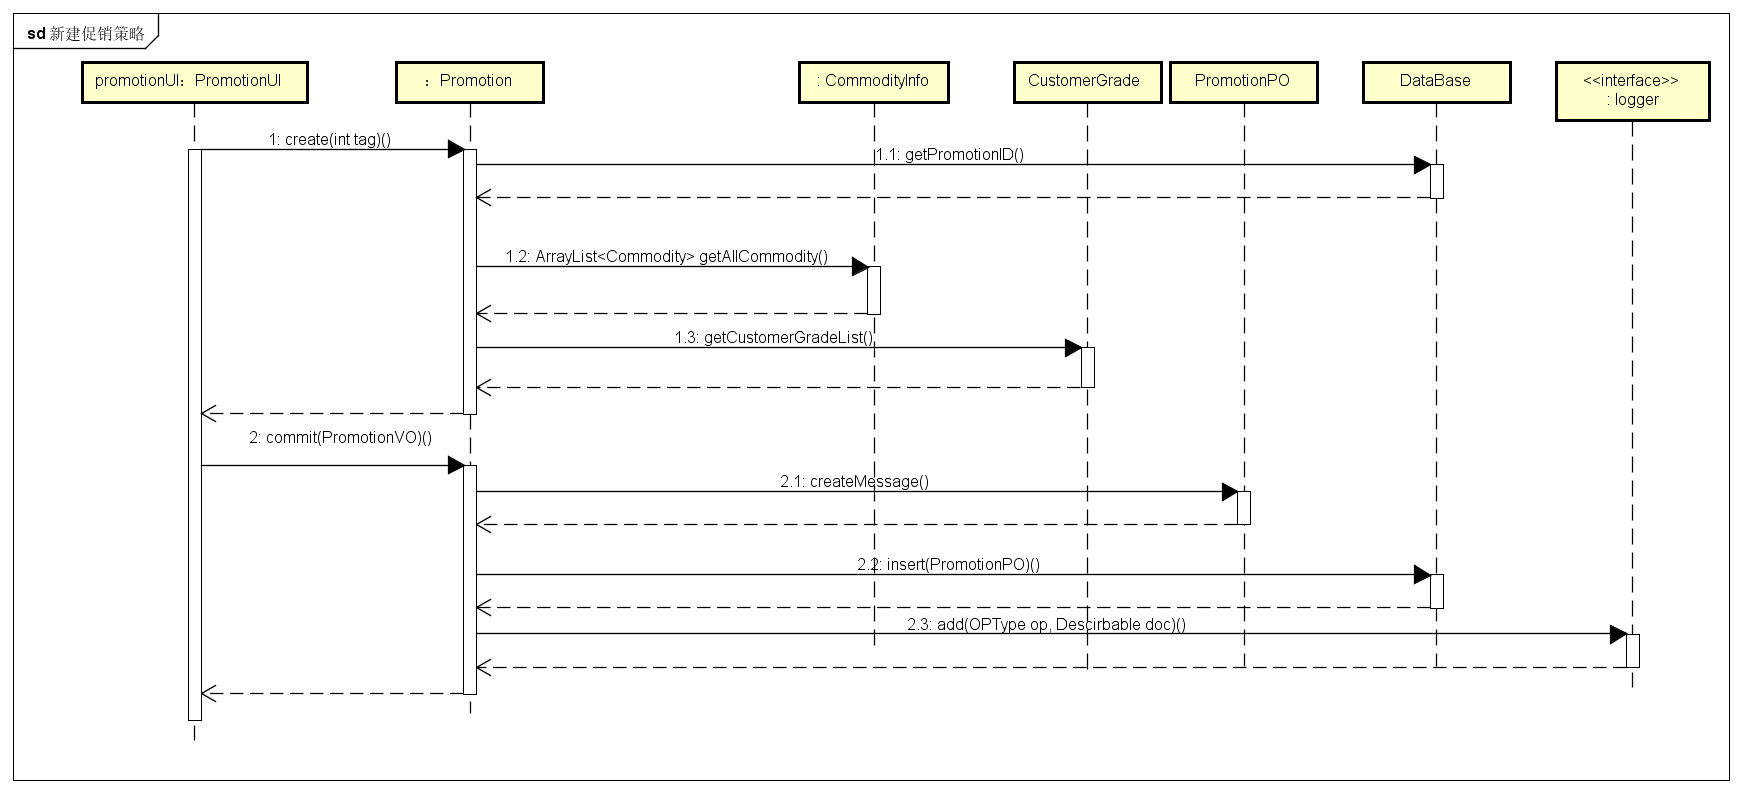 sd 新建促销策略
promotionUI：PromotionUI
：Promotion
: CommodityInfo
CustomerGrade
PromotionPO
DataBase
<<interface>>
: logger
1: create(int tag)()
1.1: getPromotionID()
1.2: ArrayList<Commodity> getAllCommodity()
1.3: getCustomerGradeList()
2: commit(PromotionVO)()
2.1: createMessage()
2.2: insert(PromotionPO)()
2.3: add(OPType op, Descirbable doc)()